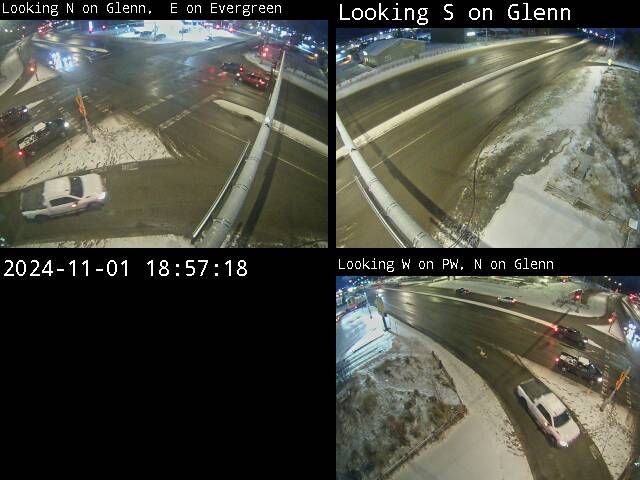 Looking N on Glenn,  E on Evergreen
Looking S on Glenn
2024-11-01 18:57:18
Looking W on PW, N on Glenn